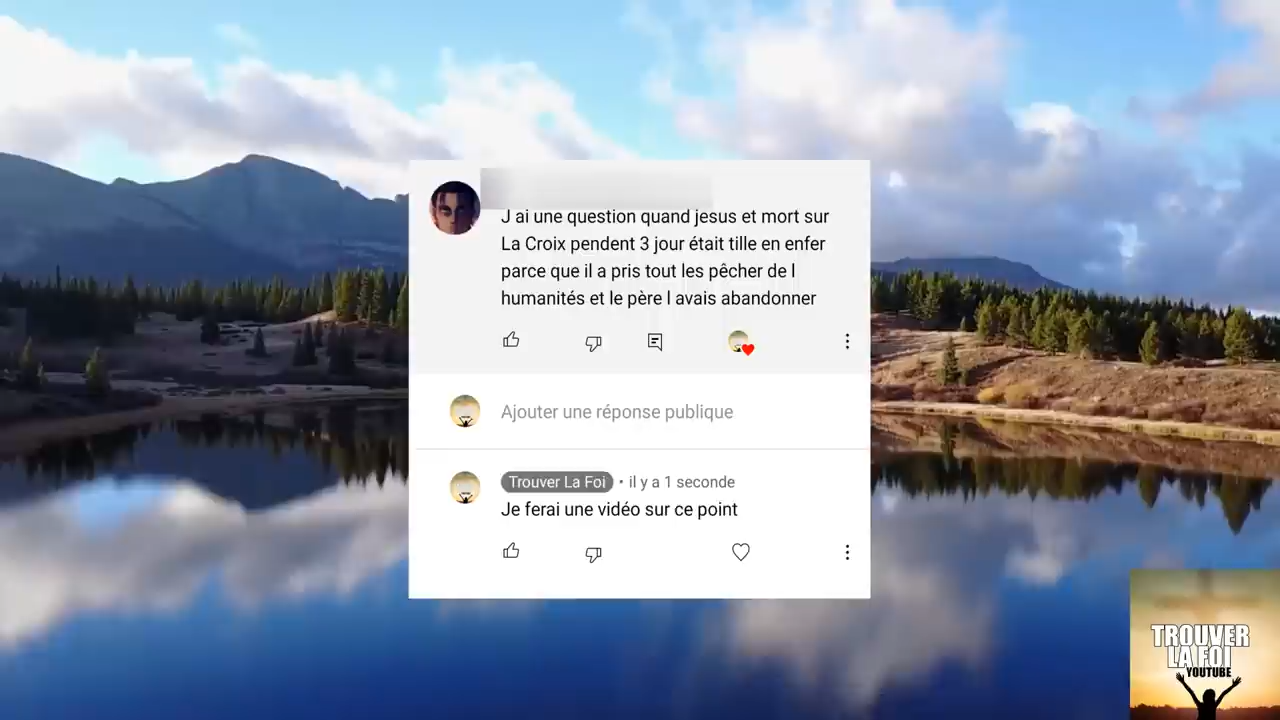 J ai une question quand jesus et mort sur
La Croix pendent 3 jour était tille en enfer
parce que il a pris tout les pêcher de l
humanités et le père l avais abandonner
Ajouter une réponse publique
Trouver La Foi • il y a 1 seconde
Je ferai une vidéo sur ce point
TROUVER
LA FOI
YOUTUBE